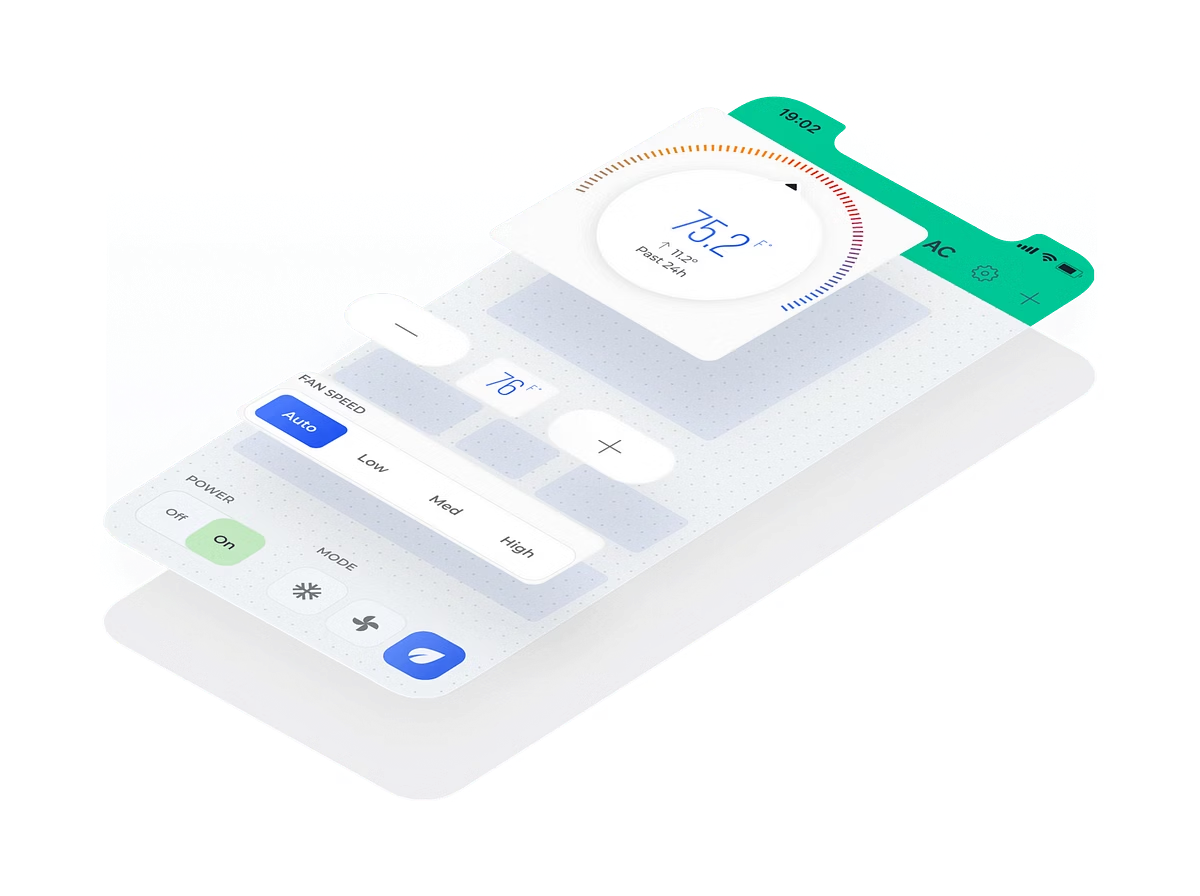 19:02
AC
75.2 F°
↑ 11.2°
Past 24h
76 F°
FAN SPEED
Auto
Low
Med
High
POWER
Off
On
MODE